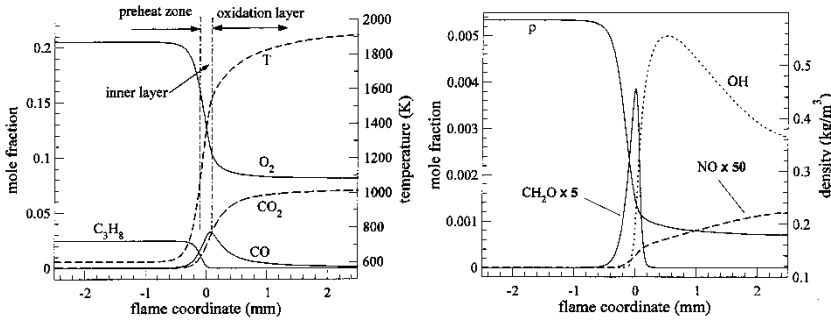 preheat zone
oxidation layer
inner layer
T
O2
CO2
C3H8
CO
0.2
0.15
0.1
0.05
0
mole fraction
2000
1800
1600
1400
1200
1000
800
600
temperature (K)
-2
-1
0
1
2
flame coordinate (mm)
ρ
OH
NO x 50
CH2O x 5
0.005
0.004
0.003
0.002
0.001
0
mole fraction
0.5
0.4
0.3
0.2
0.1
density (kg/m3)
-2
-1
0
1
2
flame coordinate (mm)